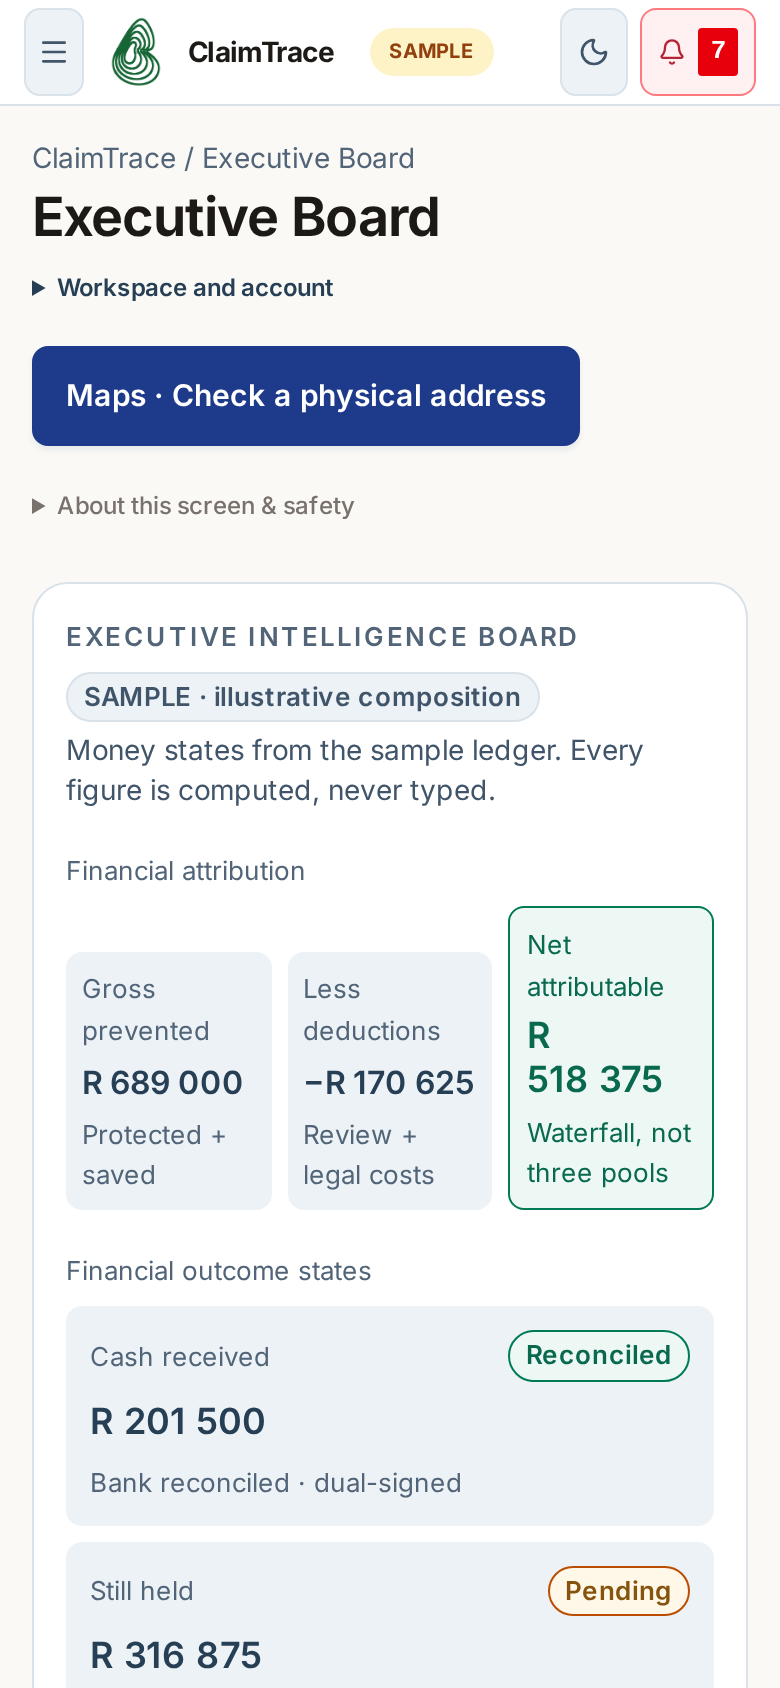 ClaimTrace
SAMPLE
7
ClaimTrace / Executive Board
Executive Board
Workspace and account
Maps · Check a physical address
About this screen & safety
EXECUTIVE INTELLIGENCE BOARD
SAMPLE · illustrative composition
Money states from the sample ledger. Every
figure is computed, never typed.
Financial attribution
Gross
prevented
R 689 000
Protected +
saved
Less
deductions
−R 170 625
Review +
legal costs
Net
attributable
R
518 375
Waterfall, not
three pools
Financial outcome states
Cash received
Reconciled
R 201 500
Bank reconciled · dual-signed
Still held
Pending
R 316 875